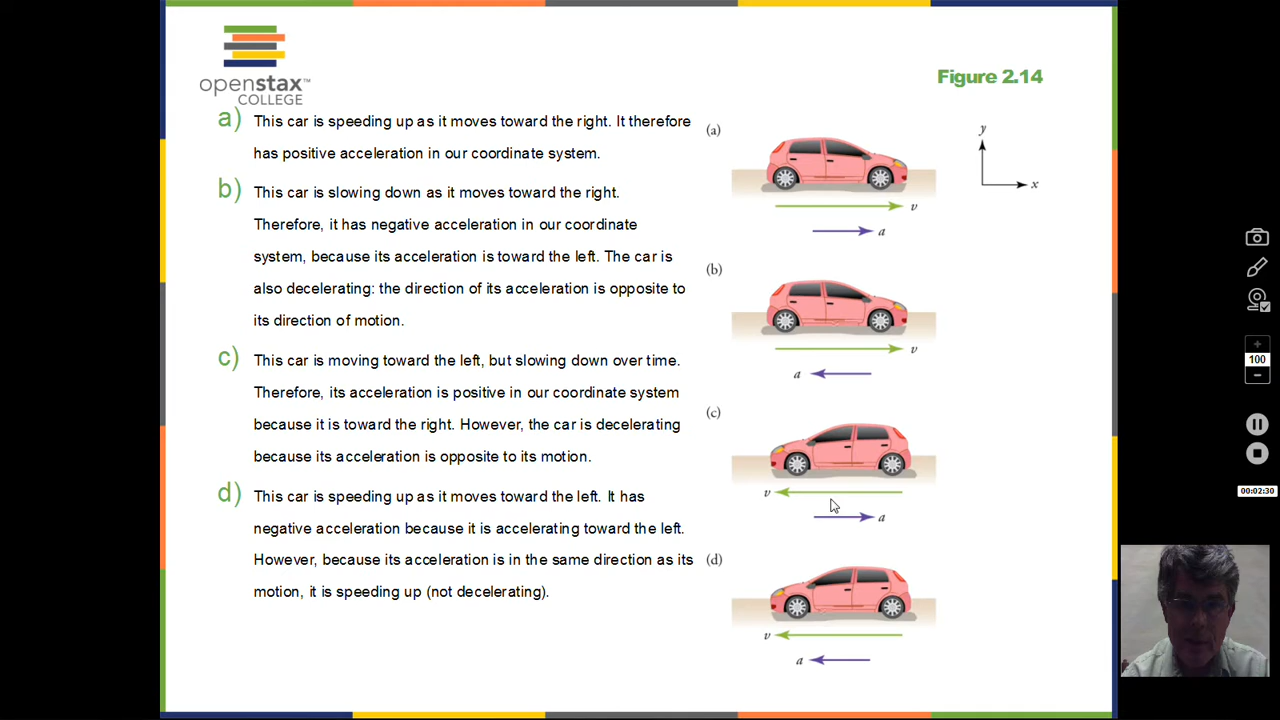 openstax™
COLLEGE
Figure 2.14
a) This car is speeding up as it moves toward the right. It therefore
has positive acceleration in our coordinate system.
b) This car is slowing down as it moves toward the right.
Therefore, it has negative acceleration in our coordinate
system, because its acceleration is toward the left. The car is
also decelerating: the direction of its acceleration is opposite to
its direction of motion.
c) This car is moving toward the left, but slowing down over time.
Therefore, its acceleration is positive in our coordinate system
because it is toward the right. However, the car is decelerating
because its acceleration is opposite to its motion.
d) This car is speeding up as it moves toward the left. It has
negative acceleration because it is accelerating toward the left.
However, because its acceleration is in the same direction as its
motion, it is speeding up (not decelerating).
(a)
y
x
v
a
(b)
v
a
(c)
v
a
(d)
v
a
100
00:02:30